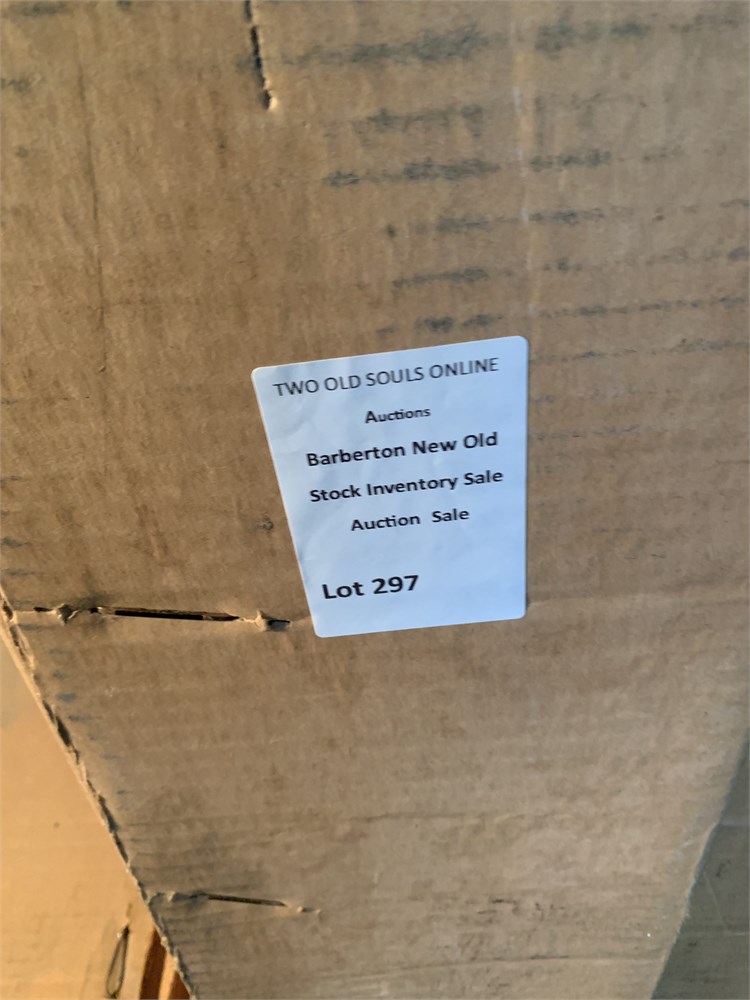 TWO OLD SOULS ONLINE
Auctions
Barberton New Old
Stock Inventory Sale
Auction Sale
Lot 297